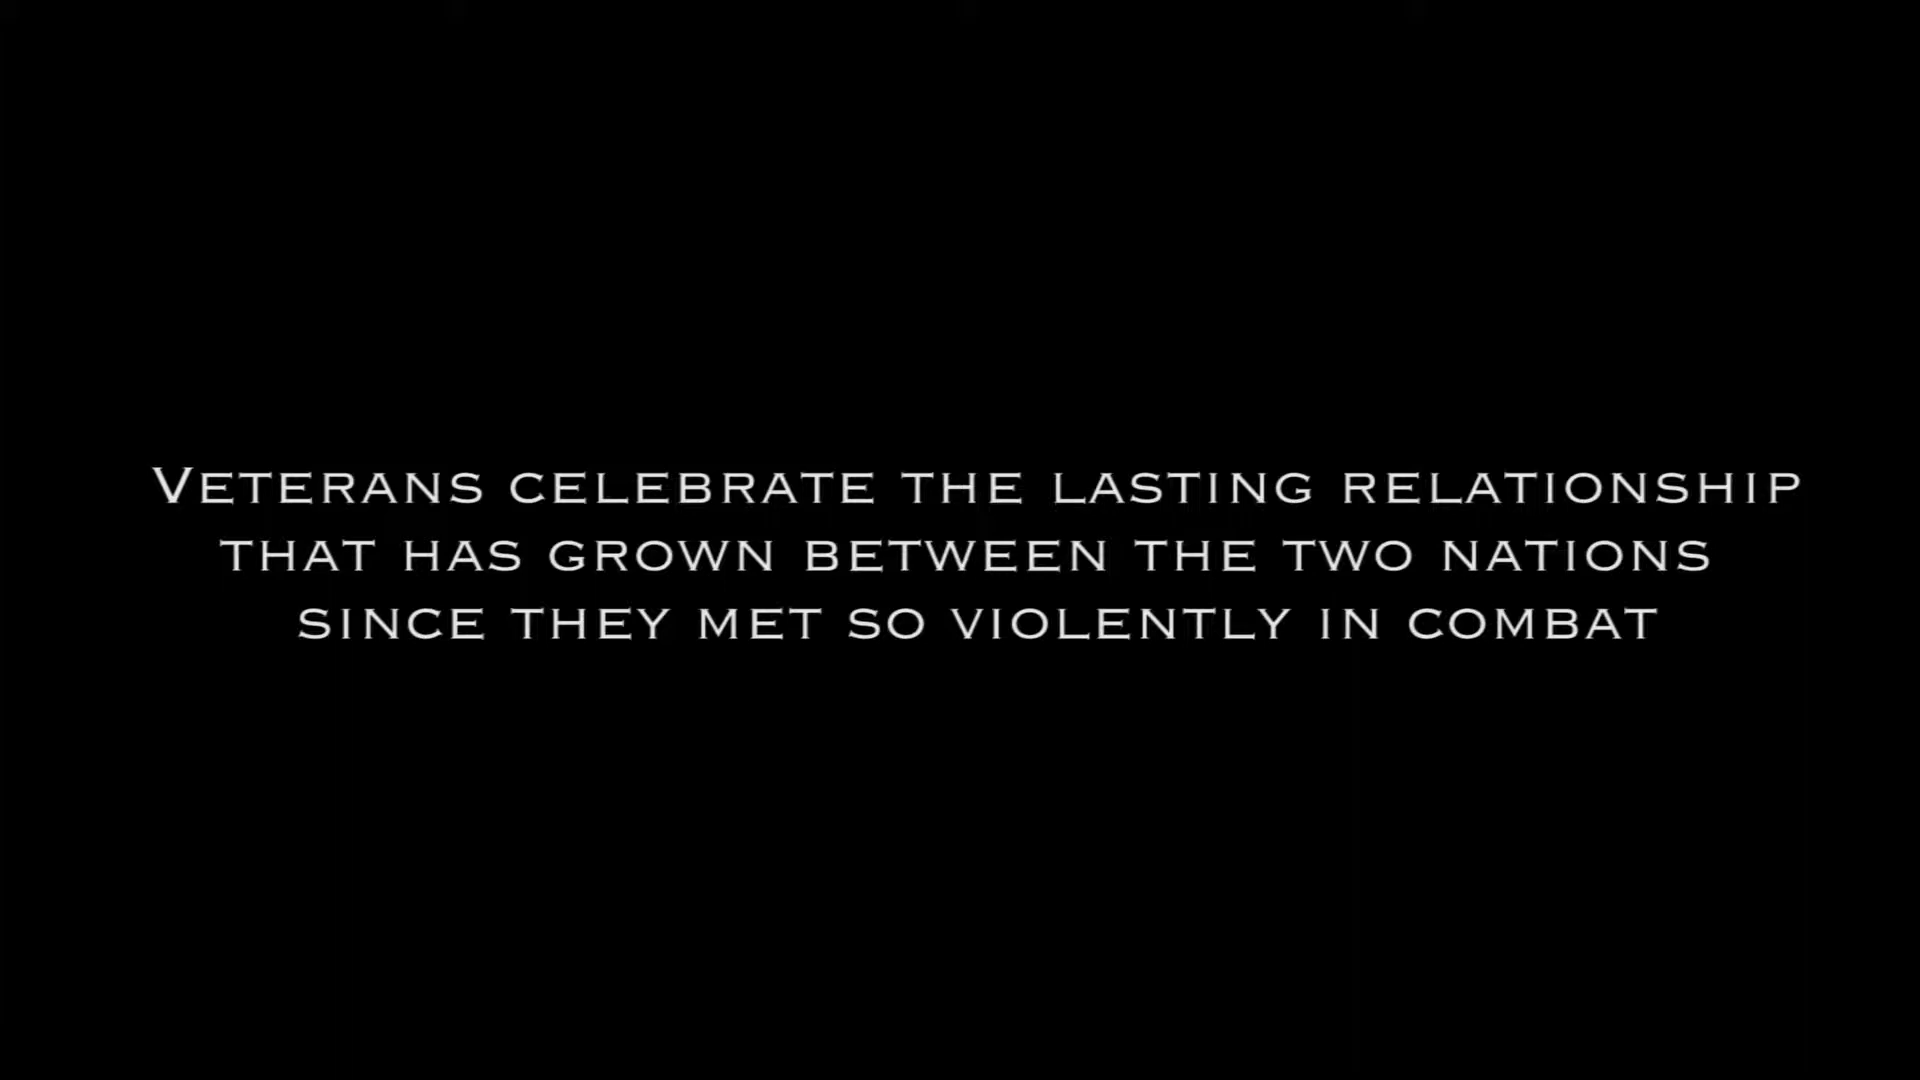 Veterans celebrate the lasting relationship
that has grown between the two nations
since they met so violently in combat